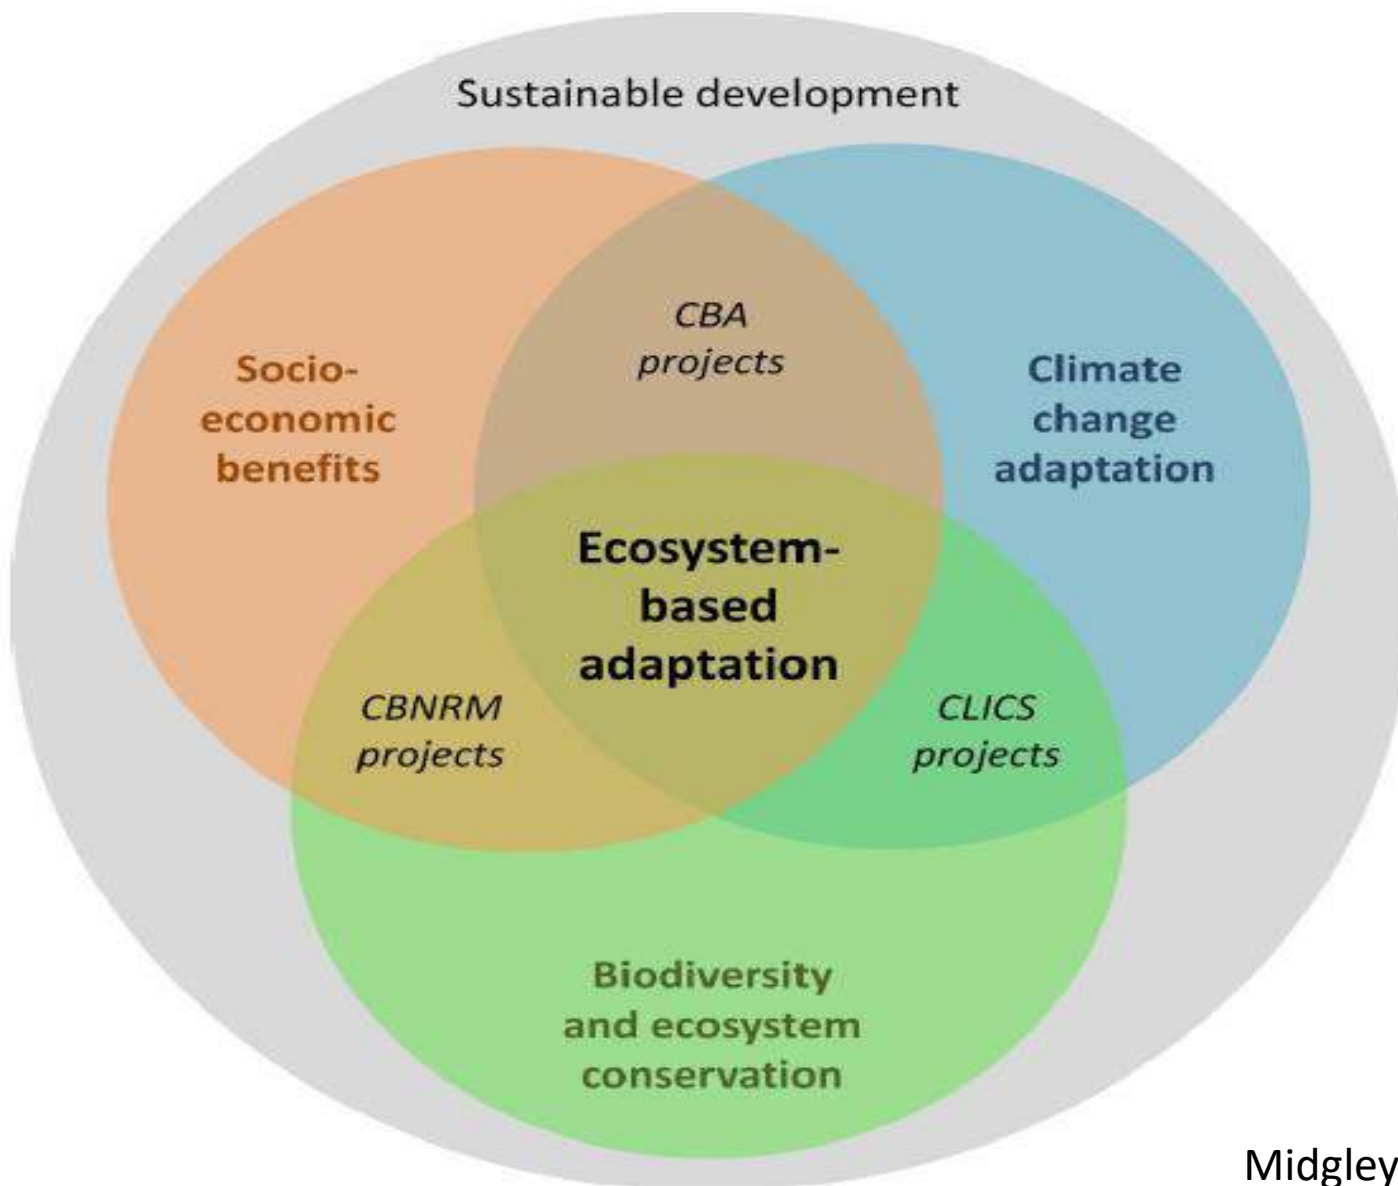 Sustainable development
CBA
projects
Socio-
economic
benefits
Climate
change
adaptation
Ecosystem-
based
adaptation
CBNRM
projects
CLICS
projects
Biodiversity
and ecosystem
conservation
Midgley